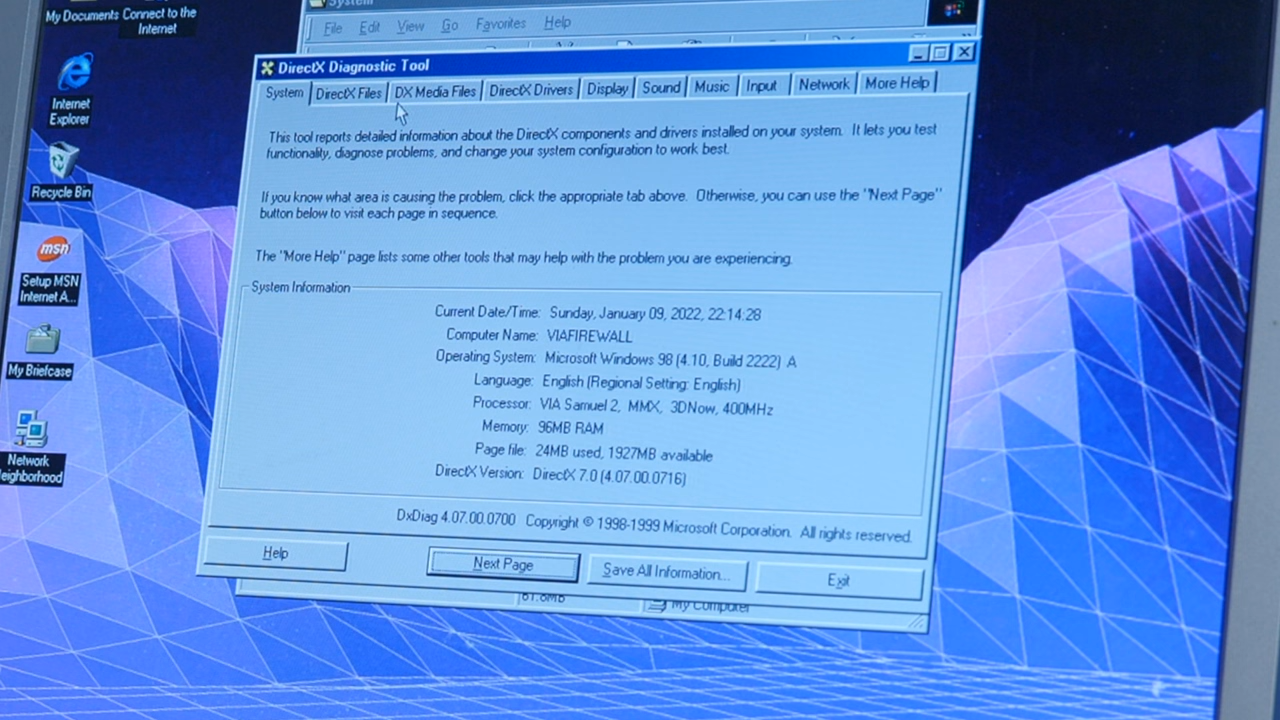 My Documents Connect to the
Internet
System
File Edit View Go Favorites Help
DirectX Diagnostic Tool
System DirectX Files DX Media Files DirectX Drivers Display Sound Music Input Network More Help
Internet
Explorer
This tool reports detailed information about the DirectX components and drivers installed on your system. It lets you test
functionality, diagnose problems, and change your system configuration to work best.
Recycle Bin
If you know what area is causing the problem, click the appropriate tab above. Otherwise, you can use the "Next Page"
button below to visit each page in sequence.
msn
The "More Help" page lists some other tools that may help with the problem you are experiencing.
Setup MSN
Internet A...
System Information
Current Date/Time: Sunday, January 09, 2022, 22:14:28
Computer Name: VIAFIREWALL
Operating System: Microsoft Windows 98 (4.10, Build 2222) A
My Briefcase
Language: English (Regional Setting: English)
Processor: VIA Samuel 2, MMX, 3DNow, 400MHz
Memory: 96MB RAM
Page file: 24MB used, 1927MB available
DirectX Version: DirectX 7.0 (4.07.00.0716)
Network
eighborhood
DxDiag 4.07.00.0700 Copyright © 1998-1999 Microsoft Corporation. All rights reserved.
Help Next Page Save All Information... Exit
61.6MB My Computer